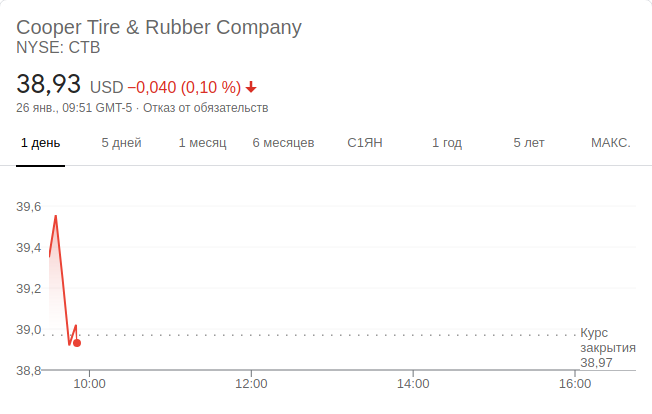 Cooper Tire & Rubber Company
NYSE: CTB
38,93 USD −0,040 (0,10 %)
26 янв., 09:51 GMT-5 · Отказ от обязательств
1 день 5 дней 1 месяц 6 месяцев С1ЯН 1 год 5 лет МАКС.
39,6
39,4
39,2
39,0
Курс
закрытия
38,97
38,8
10:00 12:00 14:00 16:00